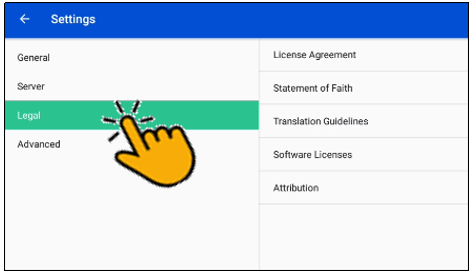 Settings
General
Server
Legal
Advanced
License Agreement
Statement of Faith
Translation Guidelines
Software Licenses
Attribution